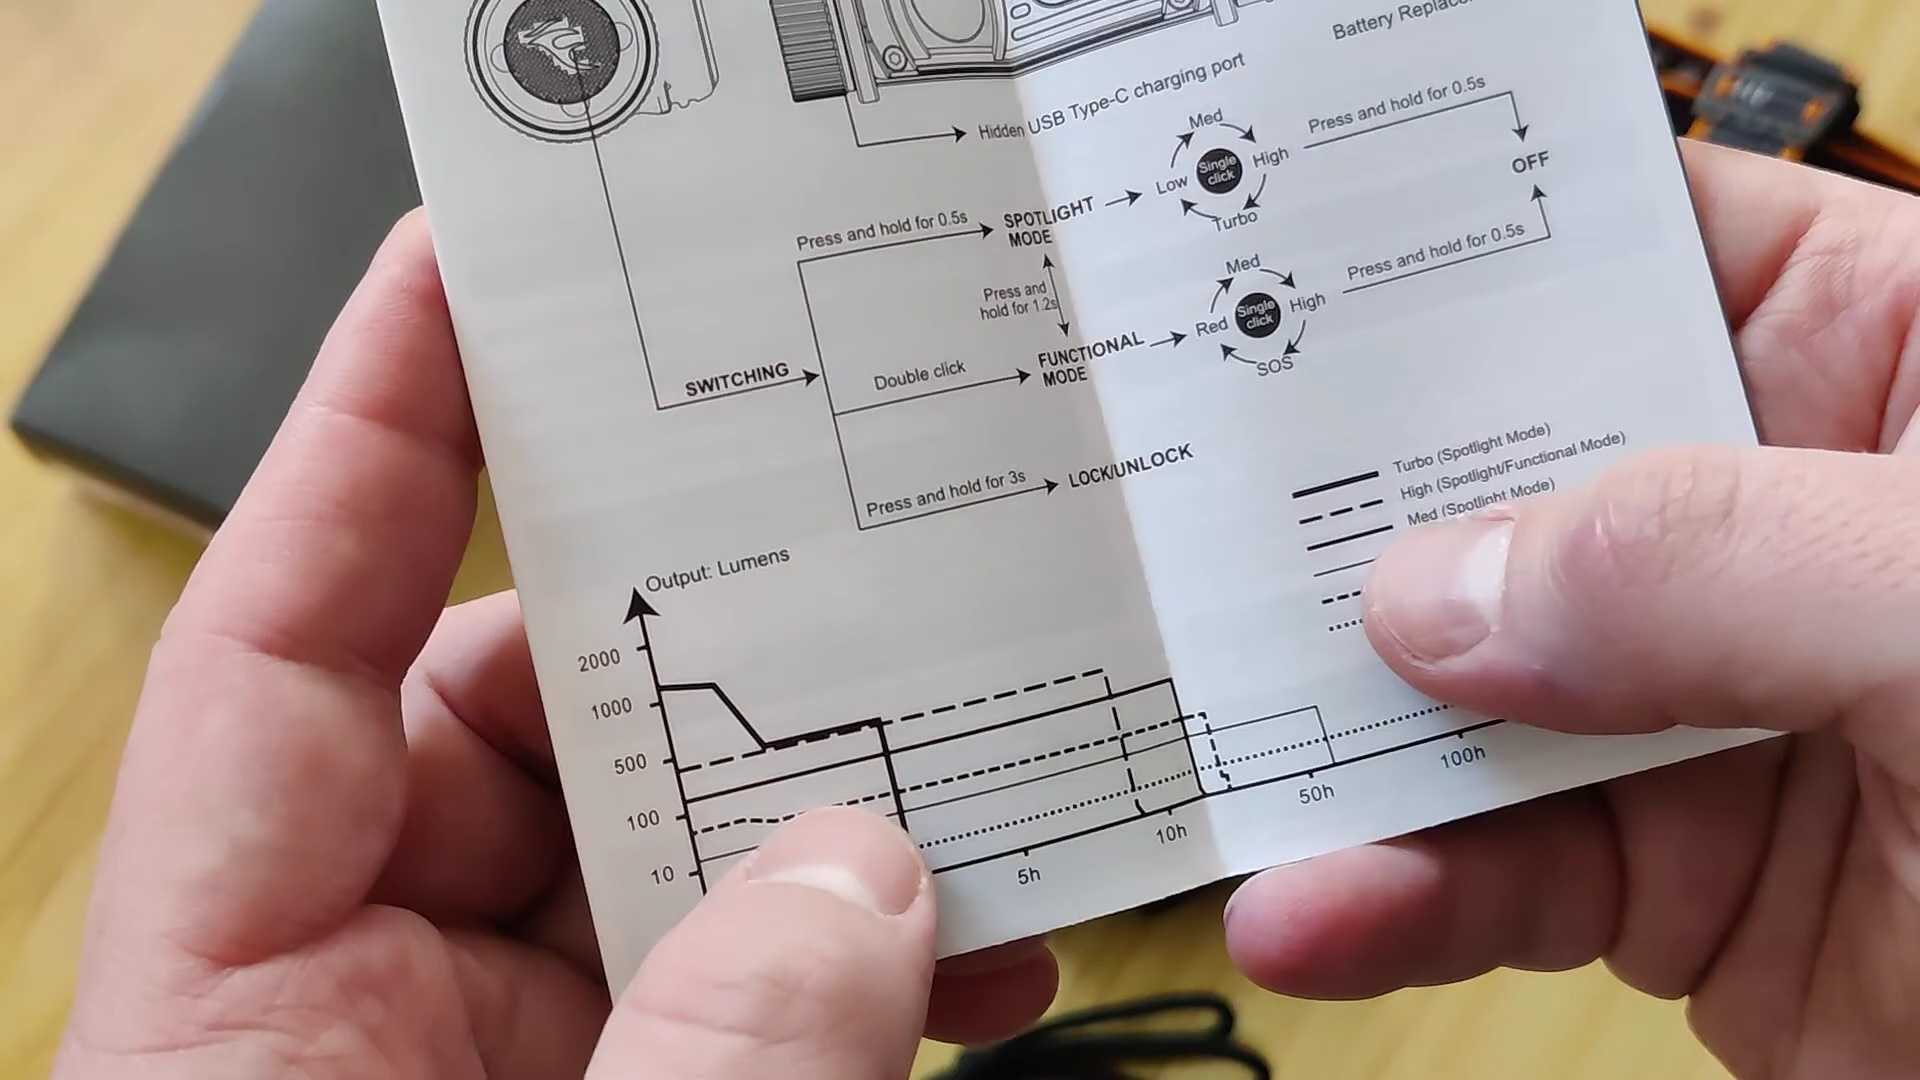 Battery
Hidden USB Type-C charging port
Press and hold for 0.5s
Med
Low
Single
click
High
Turbo
OFF
Press and hold for 0.5s
SPOTLIGHT
MODE
Press and
hold for 1.2s
Med
Red
Single
click
High
SOS
Press and hold for 0.5s
SWITCHING
Double click
FUNCTIONAL
MODE
Press and hold for 3s
LOCK/UNLOCK
Turbo (Spotlight Mode)
High (Spotlight/Functional Mode)
Med (Spotlight Mode)
Output: Lumens
2000
1000
500
100
10
5h
10h
50h
100h